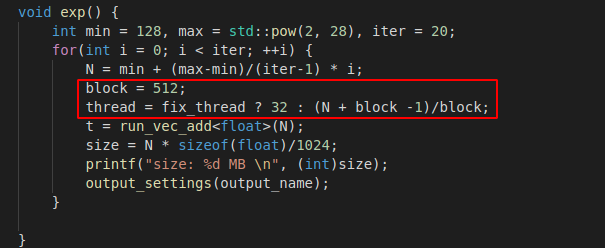 void exp() {
    int min = 128, max = std::pow(2, 28), iter = 20;
    for(int i = 0; i < iter; ++i) {
        N = min + (max-min)/(iter-1) * i;
        block = 512;
        thread = fix_thread ? 32 : (N + block -1)/block;
        t = run_vec_add<float>(N);
        size = N * sizeof(float)/1024;
        printf("size: %d MB \n", (int)size);
        output_settings(output_name);
    }
}